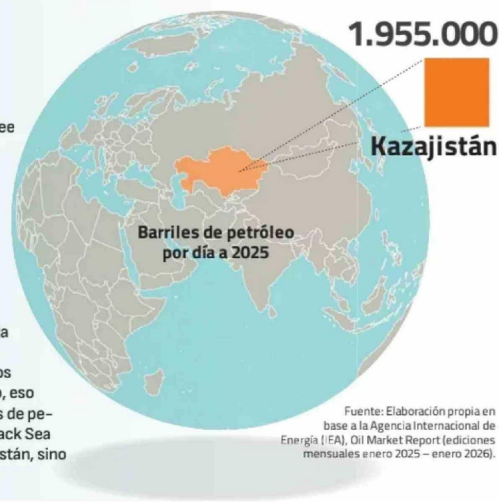 1.955.000
Kazajistán
Barriles de petróleo
por día a 2025
ee
a
os
o, eso
s de pe-
ack Sea
stán, sino
Fuente: Elaboración propia en
base a la Agencia Internacional de
Energía (IEA), Oil Market Report (ediciones
mensuales enero 2025 – enero 2026).